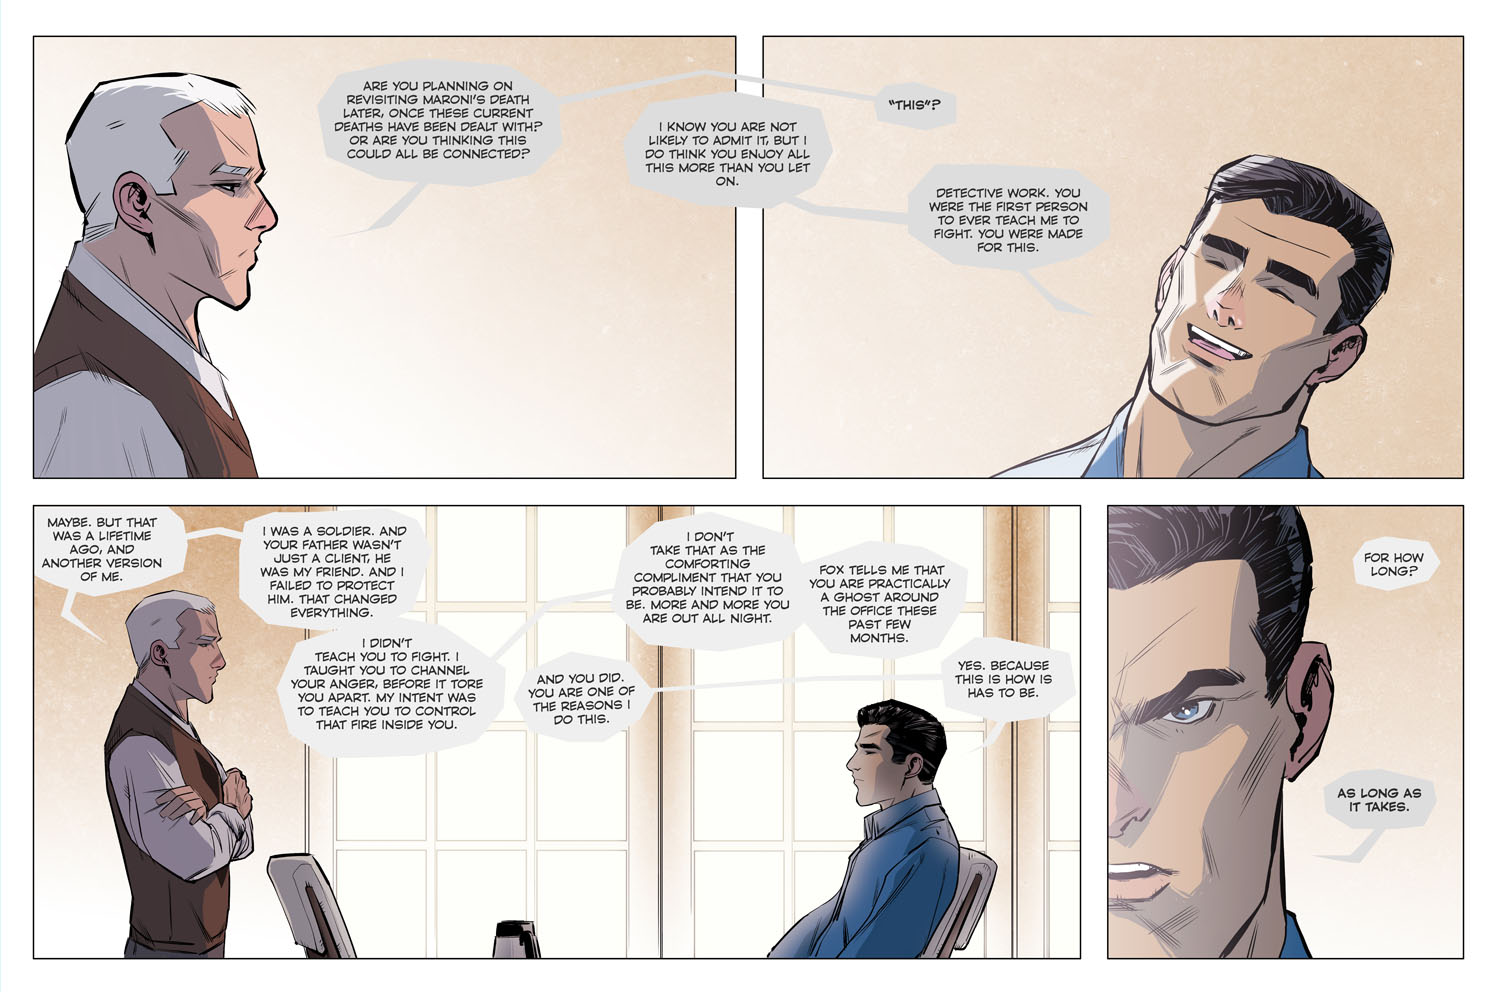 ARE YOU PLANNING ON
REVISITING MARONI'S DEATH
LATER, ONCE THESE CURRENT
DEATHS HAVE BEEN DEALT WITH?
OR ARE YOU THINKING THIS
COULD ALL BE CONNECTED?
"THIS"?
I KNOW YOU ARE NOT
LIKELY TO ADMIT IT, BUT I
DO THINK YOU ENJOY ALL
THIS MORE THAN YOU LET
ON.
DETECTIVE WORK. YOU
WERE THE FIRST PERSON
TO EVER TEACH ME TO
FIGHT. YOU WERE MADE
FOR THIS.
MAYBE. BUT THAT
WAS A LIFETIME
AGO, AND
ANOTHER VERSION
OF ME.
I WAS A SOLDIER. AND
YOUR FATHER WASN'T
JUST A CLIENT, HE
WAS MY FRIEND. AND I
FAILED TO PROTECT
HIM. THAT CHANGED
EVERYTHING.
I DIDN'T
TEACH YOU TO FIGHT. I
TAUGHT YOU TO CHANNEL
YOUR ANGER, BEFORE IT TORE
YOU APART. MY INTENT WAS
TO TEACH YOU TO CONTROL
THAT FIRE INSIDE YOU.
I DON'T
TAKE THAT AS THE
COMFORTING
COMPLIMENT THAT YOU
PROBABLY INTEND IT TO
BE. MORE AND MORE YOU
ARE OUT ALL NIGHT.
FOX TELLS ME THAT
YOU ARE PRACTICALLY
A GHOST AROUND
THE OFFICE THESE
PAST FEW
MONTHS.
AND YOU DID.
YOU ARE ONE OF
THE REASONS I
DO THIS.
YES. BECAUSE
THIS IS HOW IS
HAS TO BE.
FOR HOW
LONG?
AS LONG AS
IT TAKES.